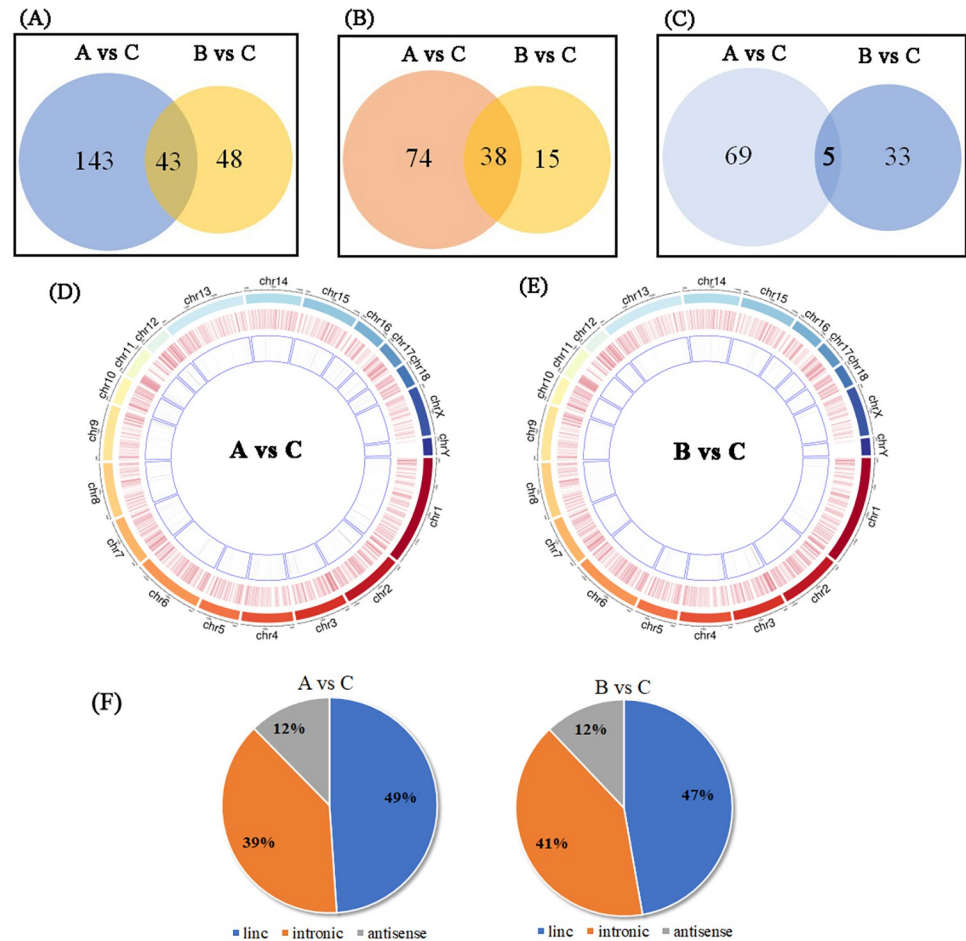 (A)
A vs C B vs C
143 43 48
(B)
A vs C B vs C
74 38 15
(C)
A vs C B vs C
69 5 33
(D)
chr14
chr15
chr16
chr17
chr18
chrX
chrY
chr1
chr2
chr3
chr4
chr5
chr6
chr7
chr8
chr9
chr10
chr11
chr12
chr13
A vs C
(E)
chr14
chr15
chr16
chr17
chr18
chrX
chrY
chr1
chr2
chr3
chr4
chr5
chr6
chr7
chr8
chr9
chr10
chr11
chr12
chr13
B vs C
(F)
A vs C
12%
49%
39%
linc intronic antisense
B vs C
12%
47%
41%
linc intronic antisense